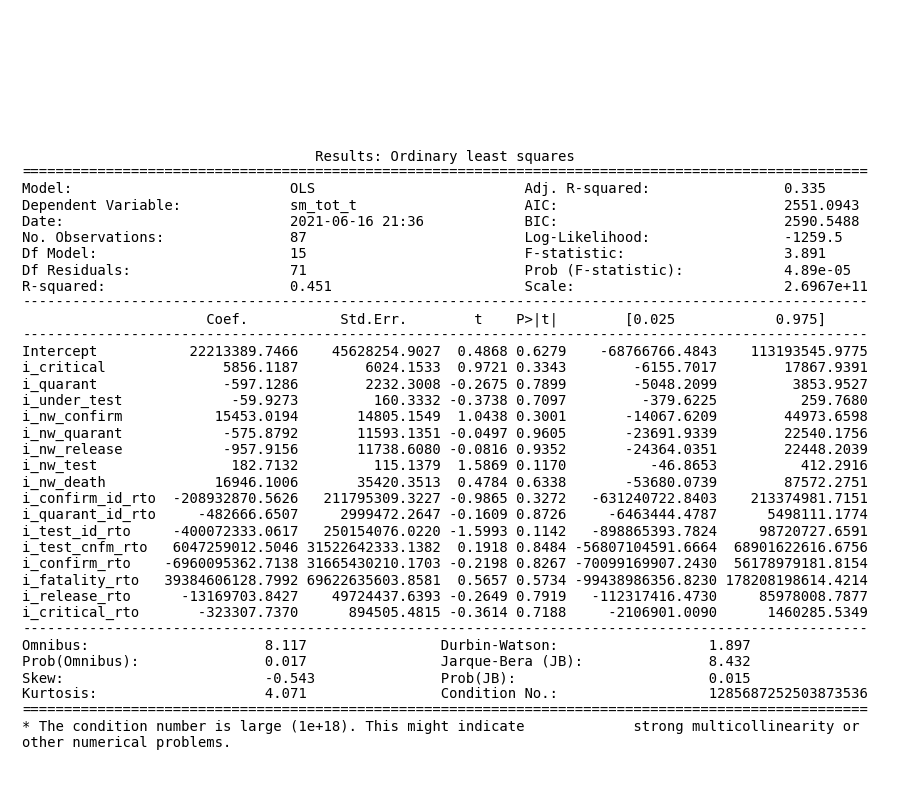 Results: Ordinary least squares
==========================================================================================
Model: OLS Adj. R-squared: 0.335
Dependent Variable: sm_tot_t AIC: 2551.0943
Date: 2021-06-16 21:36 BIC: 2590.5488
No. Observations: 87 Log-Likelihood: -1259.5
Df Model: 15 F-statistic: 3.891
Df Residuals: 71 Prob (F-statistic): 4.89e-05
R-squared: 0.451 Scale: 2.6967e+11
------------------------------------------------------------------------------------------
Coef. Std.Err. t P>|t| [0.025 0.975]
------------------------------------------------------------------------------------------
Intercept 22213389.7466 45628254.9027 0.4868 0.6279 -68766766.4843 113193545.9775
i_critical 5856.1187 6024.1533 0.9721 0.3343 -6155.7017 17867.9391
i_quarant -597.1286 2232.3008 -0.2675 0.7899 -5048.2099 3853.9527
i_under_test -59.9273 160.3332 -0.3738 0.7097 -379.6225 259.7680
i_nw_confirm 15453.0194 14805.1549 1.0438 0.3001 -14067.6209 44973.6598
i_nw_quarant -575.8792 11593.1351 -0.0497 0.9605 -23691.9339 22540.1756
i_nw_release -957.9156 11738.6080 -0.0816 0.9352 -24364.0351 22448.2039
i_nw_test 182.7132 115.1379 1.5869 0.1170 -46.8653 412.2916
i_nw_death 16946.1006 35420.3513 0.4784 0.6338 -53680.0739 87572.2751
i_confirm_id_rto -208932870.5626 211795309.3227 -0.9865 0.3272 -631240722.8403 213374981.7151
i_quarant_id_rto -482666.6507 2999472.2647 -0.1609 0.8726 -6463444.4787 5498111.1774
i_test_id_rto -400072333.0617 250154076.0220 -1.5993 0.1142 -898865393.7824 98720727.6591
i_test_cnfm_rto 6047259012.5046 31522642333.1382 0.1918 0.8484 -56807104591.6664 68901622616.6756
i_confirm_rto -6960095362.7138 31665430210.1703 -0.2198 0.8267 -70099169907.2430 56178979181.8154
i_fatality_rto 39384606128.7992 69622635603.8581 0.5657 0.5734 -99438986356.8230 178208198614.4214
i_release_rto -13169703.8427 49724437.6393 -0.2649 0.7919 -112317416.4730 85978008.7877
i_critical_rto -323307.7370 894505.4815 -0.3614 0.7188 -2106901.0090 1460285.5349
------------------------------------------------------------------------------------------
Omnibus: 8.117 Durbin-Watson: 1.897
Prob(Omnibus): 0.017 Jarque-Bera (JB): 8.432
Skew: -0.543 Prob(JB): 0.015
Kurtosis: 4.071 Condition No.: 1285687252503873536
==========================================================================================
* The condition number is large (1e+18). This might indicate strong multicollinearity or
other numerical problems.